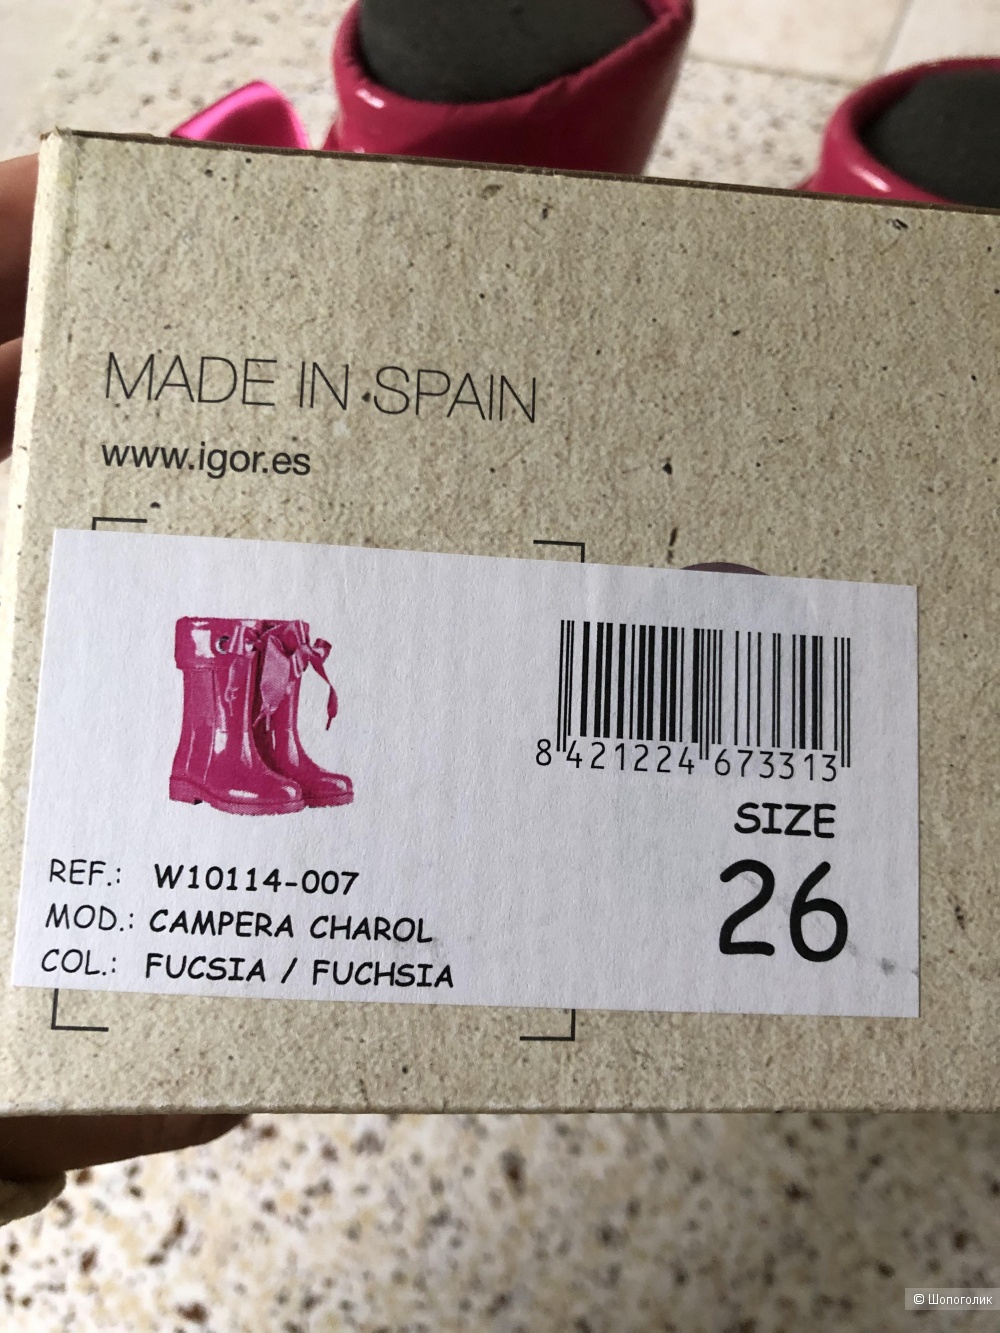 MADE IN SPAIN
www.igor.es
8 421224 673313
SIZE
26
REF.: W10114-007
MOD.: CAMPERA CHAROL
COL.: FUCSIA / FUCHSIA
© Шопоголик